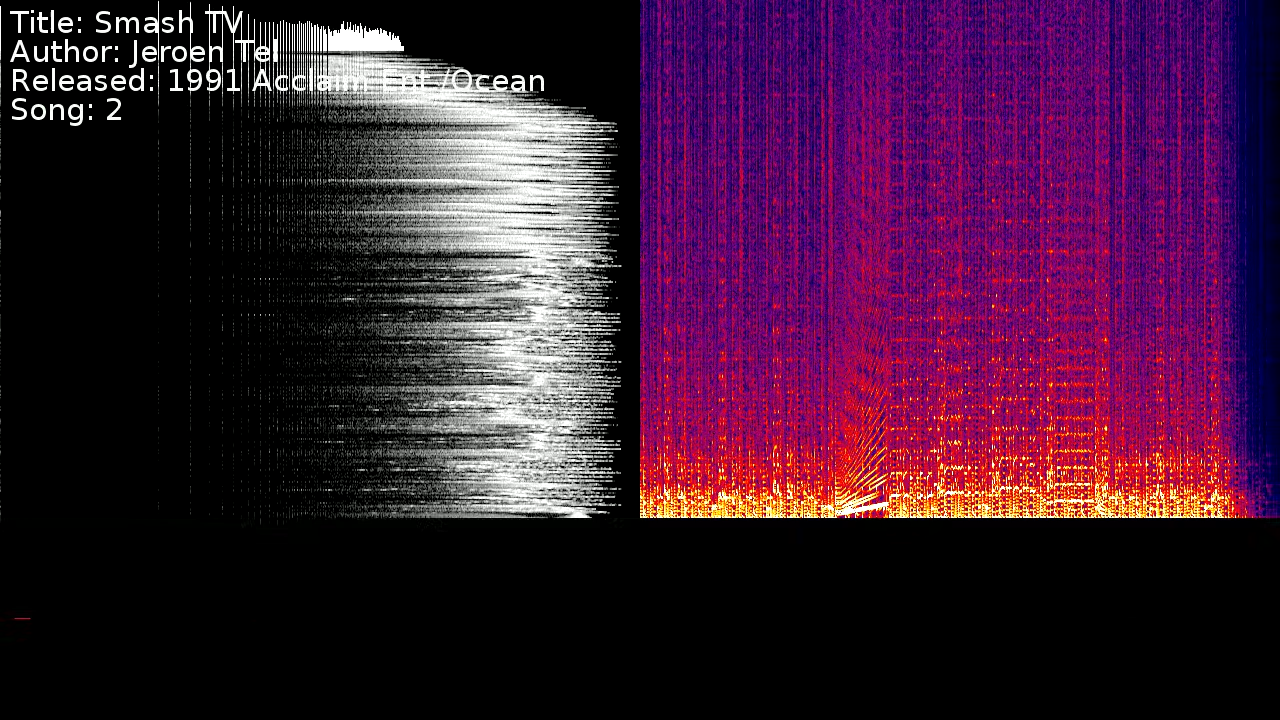 Title: Smash TV
Author: Jeroen Tel
Released: 1991 Acclaim Ent./Ocean
Song: 2